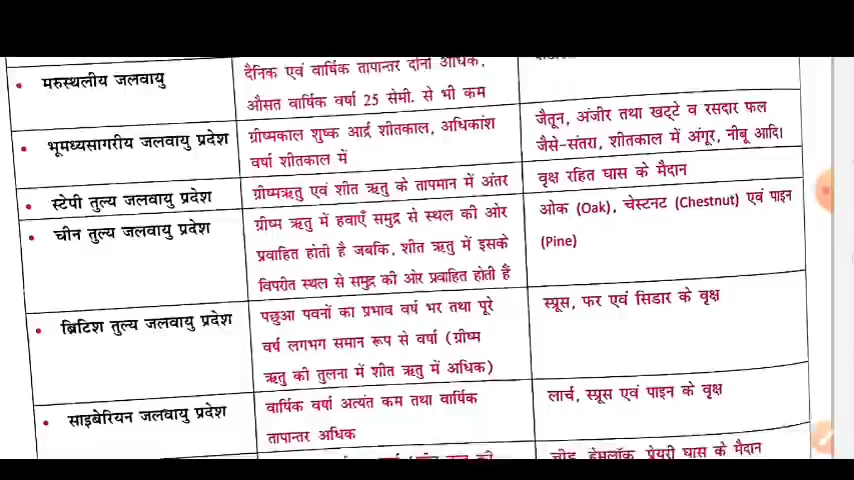 दैनिक एवं वार्षिक तापान्तर दोनों अधिक,
• मरुस्थलीय जलवायु
औसत वार्षिक वर्षा 25 सेमी. से भी कम
• भूमध्यसागरीय जलवायु प्रदेश
ग्रीष्मकाल शुष्क आर्द्र शीतकाल, अधिकांश
वर्षा शीतकाल में
जैतून, अंजीर तथा खट्टे व रसदार फल
जैसे-संतरा, शीतकाल में अंगूर, नीबू आदि।
• स्टेपी तुल्य जलवायु प्रदेश
ग्रीष्मऋतु एवं शीत ऋतु के तापमान में अंतर
वृक्ष रहित घास के मैदान
• चीन तुल्य जलवायु प्रदेश
ग्रीष्म ऋतु में हवाएँ समुद्र से स्थल की ओर
प्रवाहित होती है जबकि, शीत ऋतु में इसके
विपरीत स्थल से समुद्र की ओर प्रवाहित होती हैं
ओक (Oak), चेस्टनट (Chestnut) एवं पाइन
(Pine)
• ब्रिटिश तुल्य जलवायु प्रदेश
पछुआ पवनों का प्रभाव वर्ष भर तथा पूरे
वर्ष लगभग समान रूप से वर्षा (ग्रीष्म
ऋतु की तुलना में शीत ऋतु में अधिक)
स्प्रूस, फर एवं सिडार के वृक्ष
• साइबेरियन जलवायु प्रदेश
वार्षिक वर्षा अत्यंत कम तथा वार्षिक
तापान्तर अधिक
लार्च, स्प्रूस एवं पाइन के वृक्ष
चीड़, हेमलॉक, प्रेयरी घास के मैदान